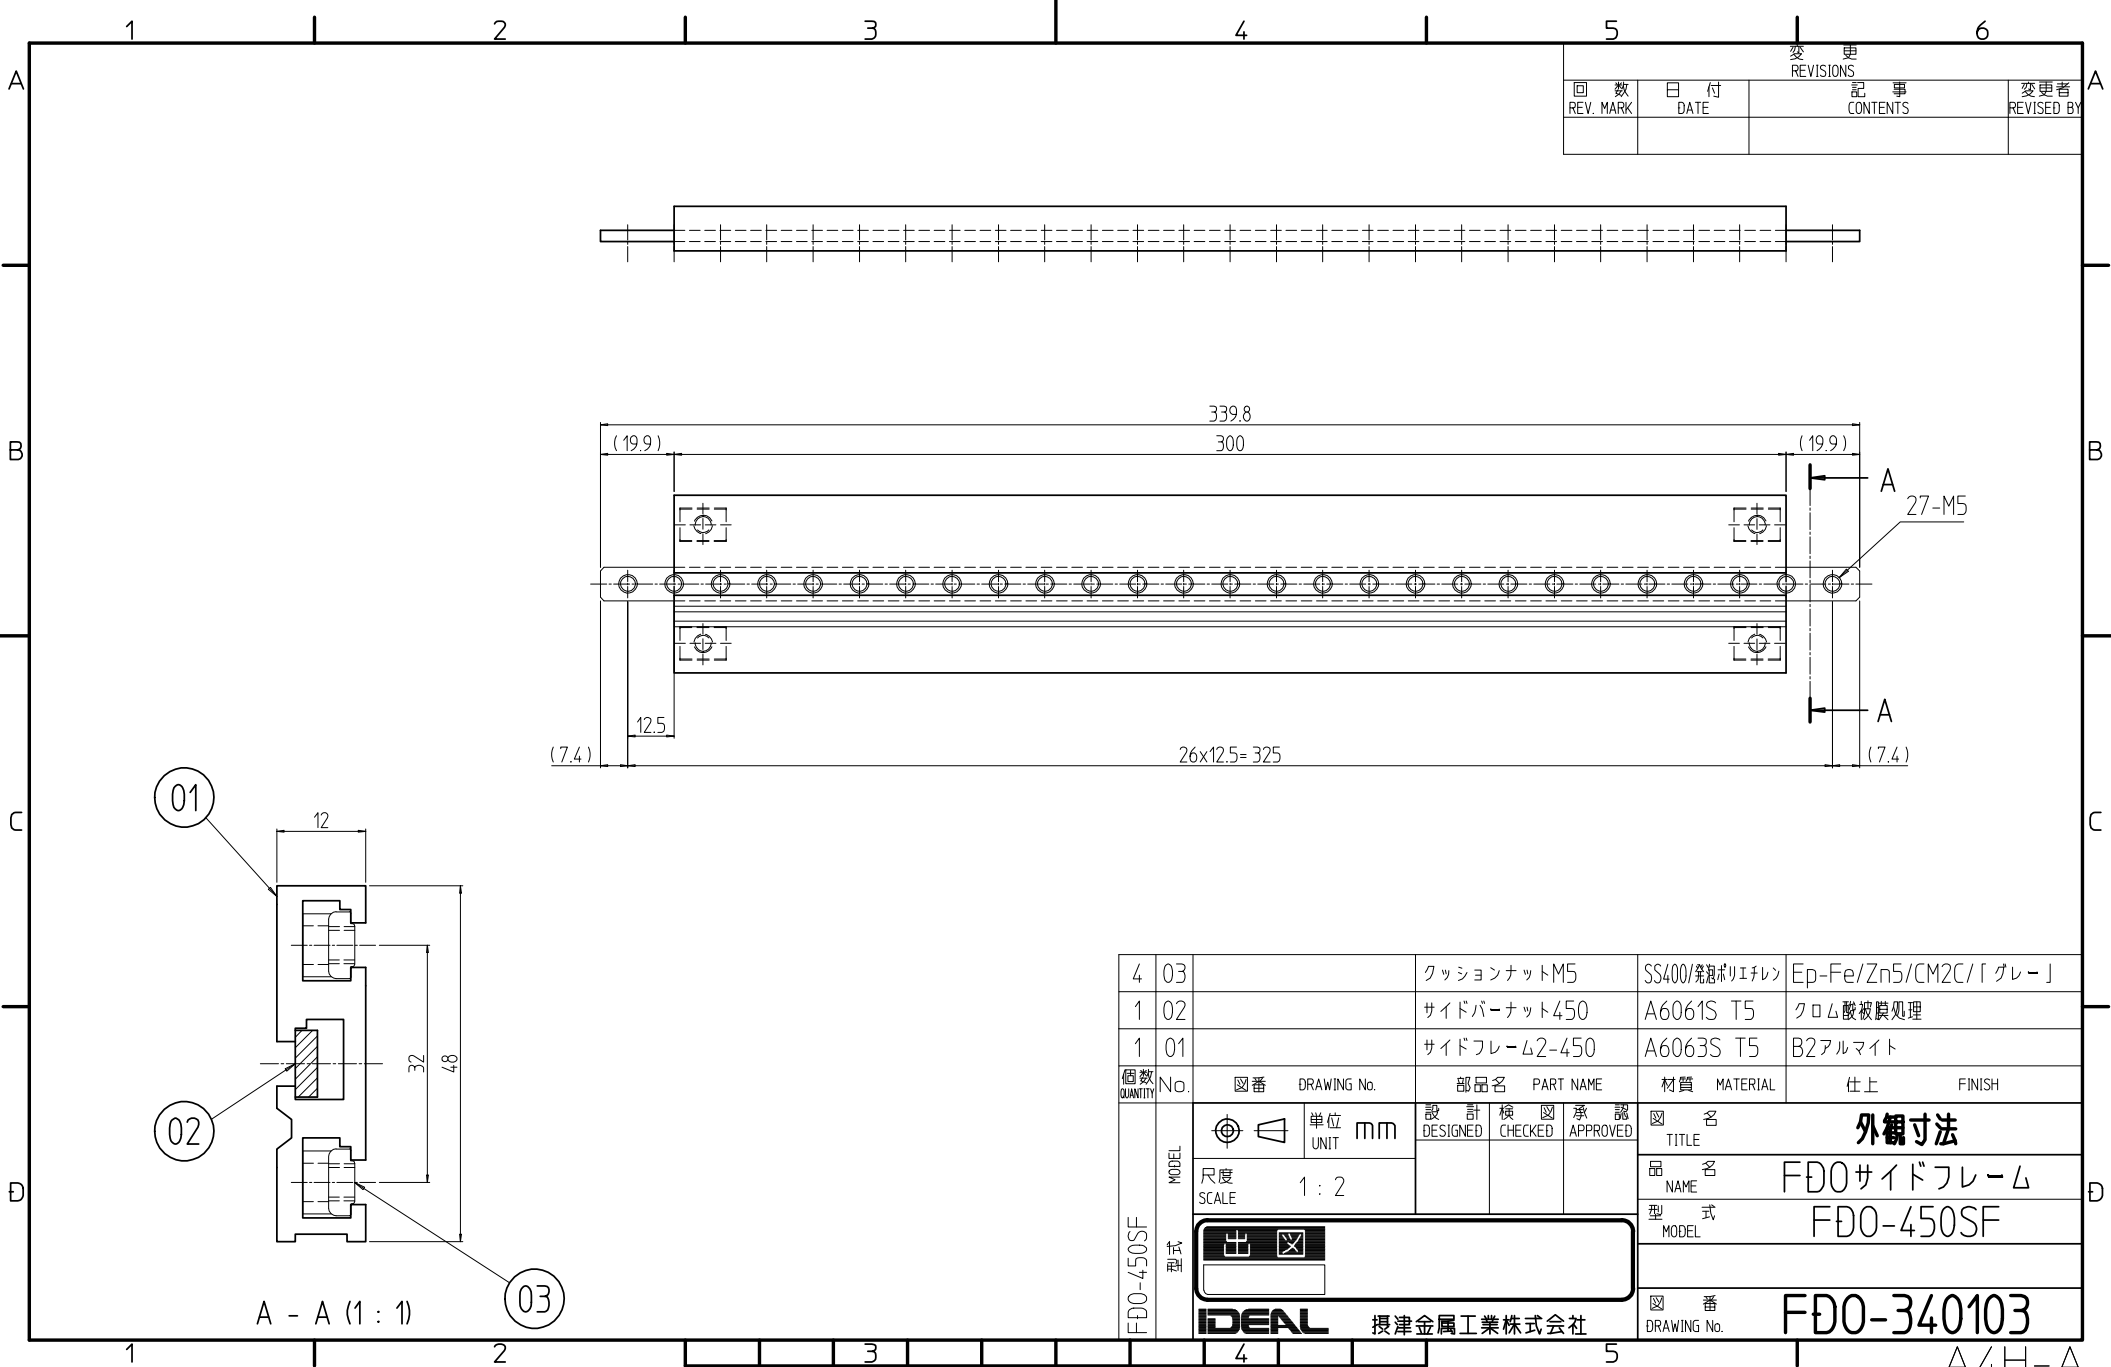 1 2 3 4 5 6
A A
変 更
REVISIONS
回 数 日 付 記 事 変更者
REV. MARK DATE CONTENTS REVISED BY
339.8
(19.9) 300 (19.9)
B B
A
27-M5
A
12.5
(7.4) 26x12.5=325 (7.4)
01
C C
12
32
48
02
03
A - A (1 : 1)
D D
4 03 クッションナットM5 SS400/発泡ポリエチレン Ep-Fe/Zn5/CM2C/「グレー」
1 02 サイドバーナット450 A6061S T5 クロム酸被膜処理
1 01 サイドフレーム2-450 A6063S T5 B2アルマイト
個数 No. 図番 DRAWING No. 部品名 PART NAME 材質 MATERIAL 仕上 FINISH
QUANTITY
FDO-450SF
型式 MODEL
単位 mm
UNIT
設 計 検 図 承 認
DESIGNED CHECKED APPROVED
尺度
SCALE 1 : 2
図 名
TITLE 外観寸法
品 名
NAME FDOサイドフレーム
型 式
MODEL FDO-450SF
出 図
IDEAL 摂津金属工業株式会社
図 番
DRAWING No. FDO-340103
1 2 3 4 5 A4H-A